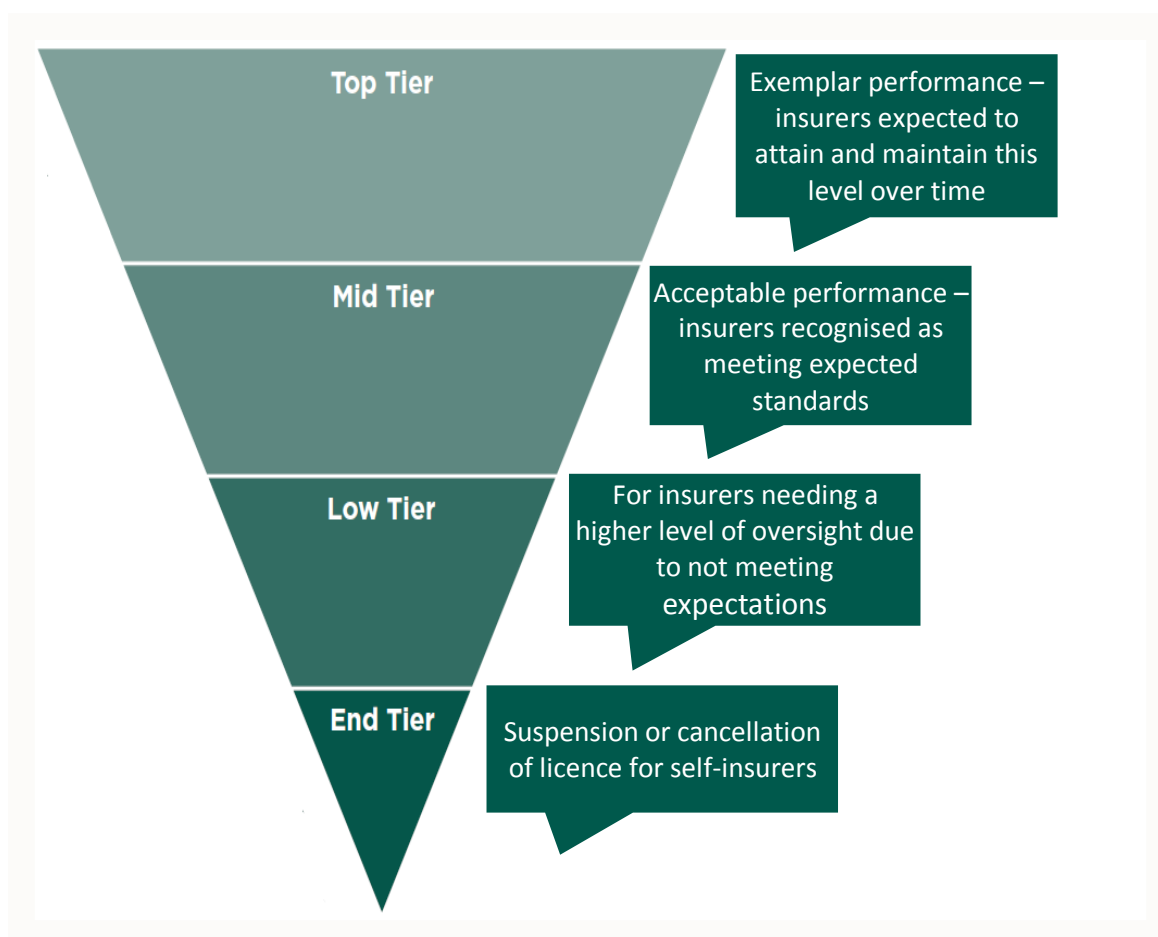 Top Tier
Exemplar performance –
insurers expected to
attain and maintain this
level over time
Mid Tier
Acceptable performance –
insurers recognised as
meeting expected
standards
Low Tier
For insurers needing a
higher level of oversight due
to not meeting
expectations
End Tier
Suspension or cancellation
of licence for self-insurers